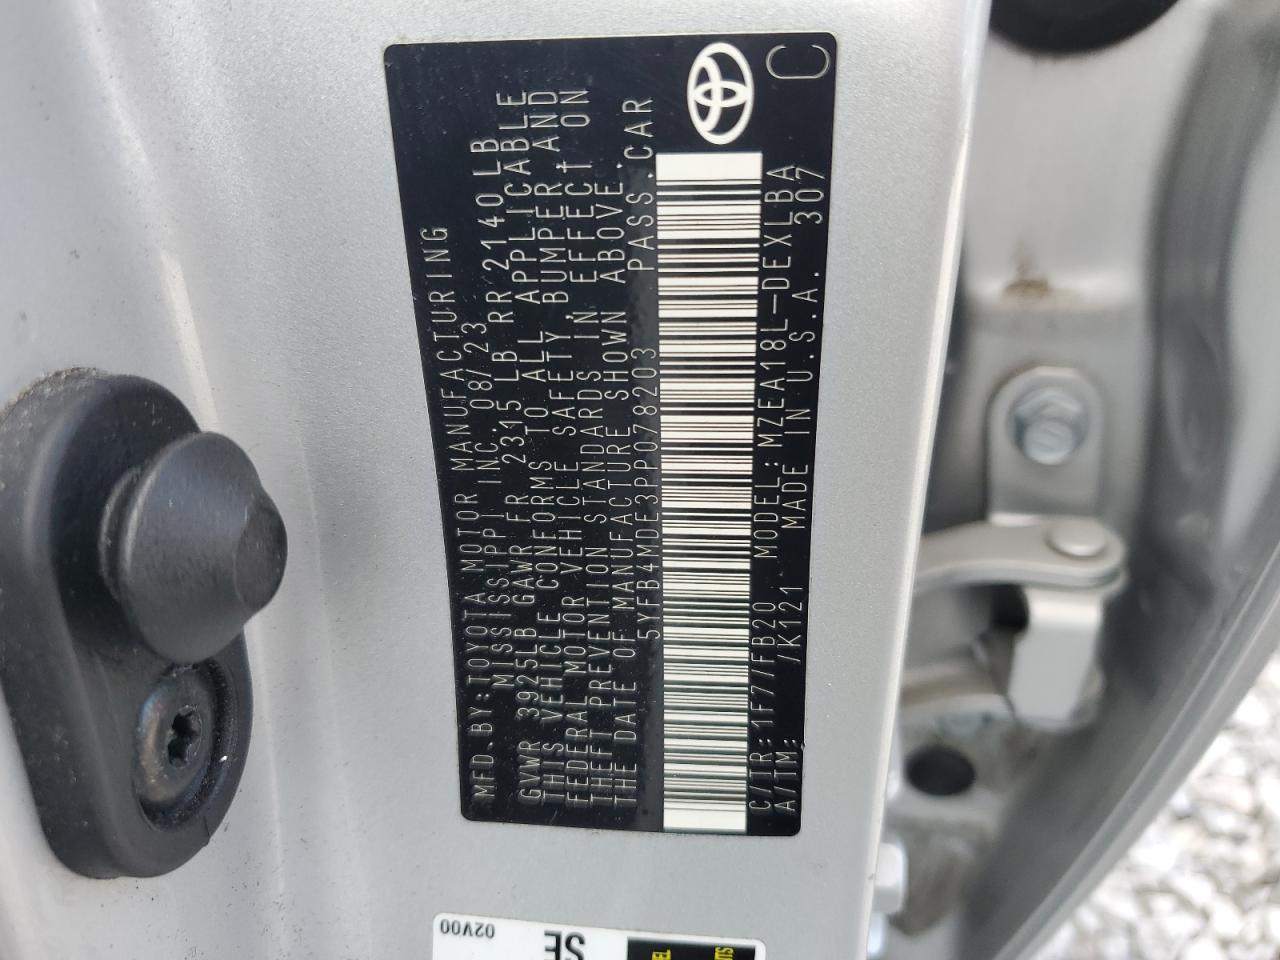 MFD. BY: TOYOTA MOTOR MANUFACTURING
MISSISSIPPI INC. 08/23
GVWR 3925LB GAWR FR 2315 LB RR 2140LB
THIS VEHICLE CONFORMS TO ALL APPLICABLE
FEDERAL MOTOR VEHICLE SAFETY, BUMPER, AND
THEFT PREVENTION STANDARDS IN EFFECT ON
THE DATE OF MANUFACTURE SHOWN ABOVE.
5YFB4MDE3PP078203 PASS. CAR
C/TR: 1F7/FB20 MODEL: MZEA18L-DEXLBA
A/TM: /K121 MADE IN U.S.A. 307
C
02V00
SE